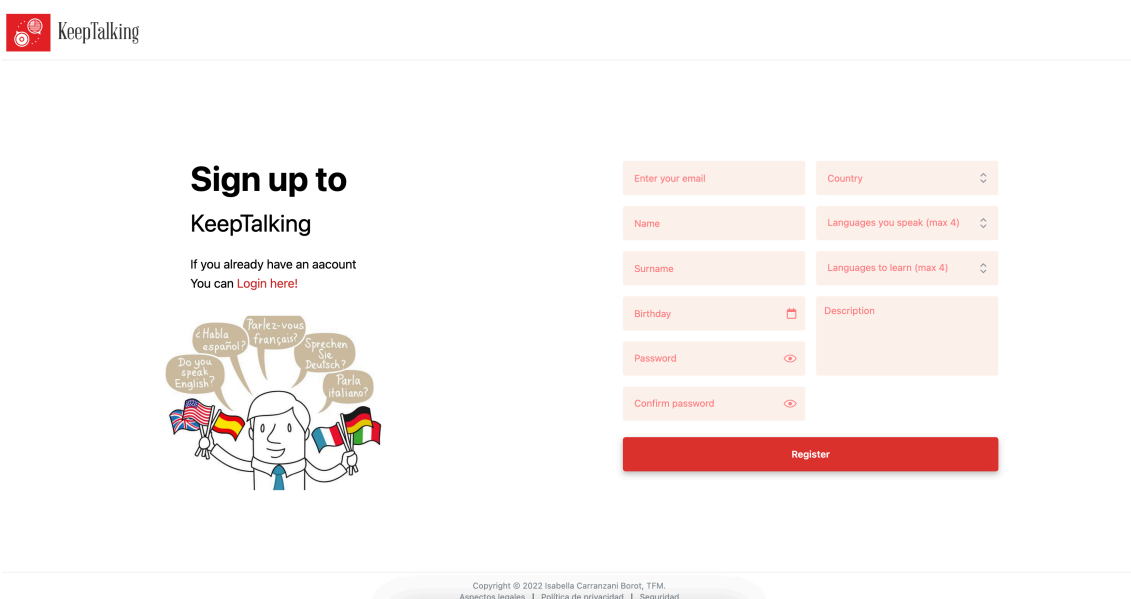 KeepTalking
Sign up to
KeepTalking
If you already have an aacount
You can Login here!
¿Habla
español?
Parlez-vous
français?
Sprechen
Sie
Deutsch?
Do you
speak
English?
Parla
italiano?
Enter your email
Country
Name
Languages you speak (max 4)
Surname
Languages to learn (max 4)
Birthday
Description
Password
Confirm password
Register
Copyright © 2022 Isabella Carranzani Borot, TFM.
Aspectos legales | Política de privacidad | Seguridad